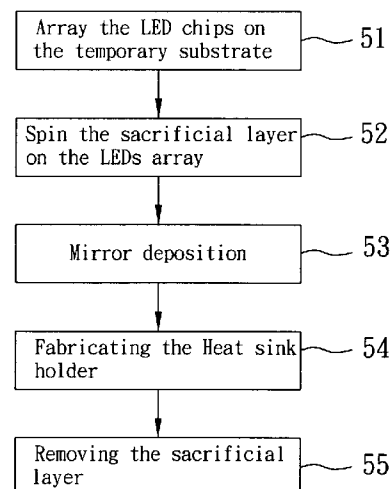 Array the LED chips on
the temporary substrate
51
Spin the sacrificial layer
on the LEDs array
52
Mirror deposition
53
Fabricating the Heat sink
holder
54
Removing the sacrificial
layer
55